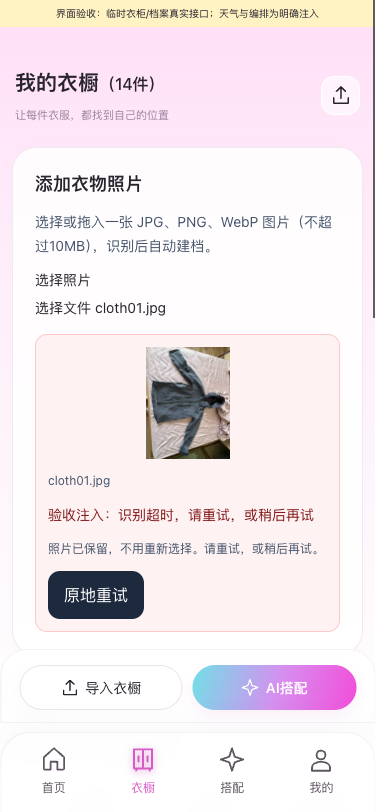 界面验收：临时衣柜/档案真实接口；天气与编排为明确注入
我的衣橱（14件）
让每件衣服，都找到自己的位置
添加衣物照片
选择或拖入一张 JPG、PNG、WebP 图片（不超
过10MB），识别后自动建档。
选择照片
选择文件 cloth01.jpg
cloth01.jpg
验收注入：识别超时，请重试，或稍后再试
照片已保留，不用重新选择。请重试，或稍后再试。
原地重试
导入衣橱
AI搭配
首页
衣橱
搭配
我的